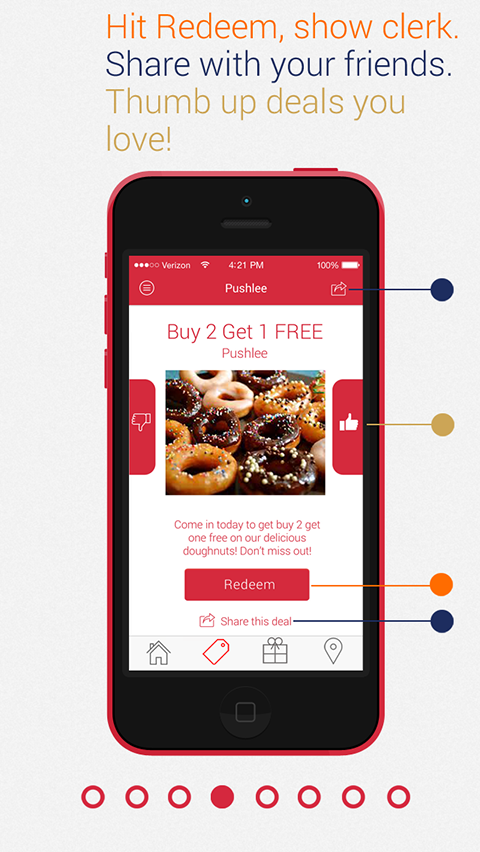 Hit Redeem, show clerk.
Share with your friends.
Thumb up deals you
love!
Verizon 4:21 PM 100%
Pushlee
Buy 2 Get 1 FREE
Pushlee
Come in today to get buy 2 get
one free on our delicious
doughnuts! Don't miss out!
Redeem
Share this deal